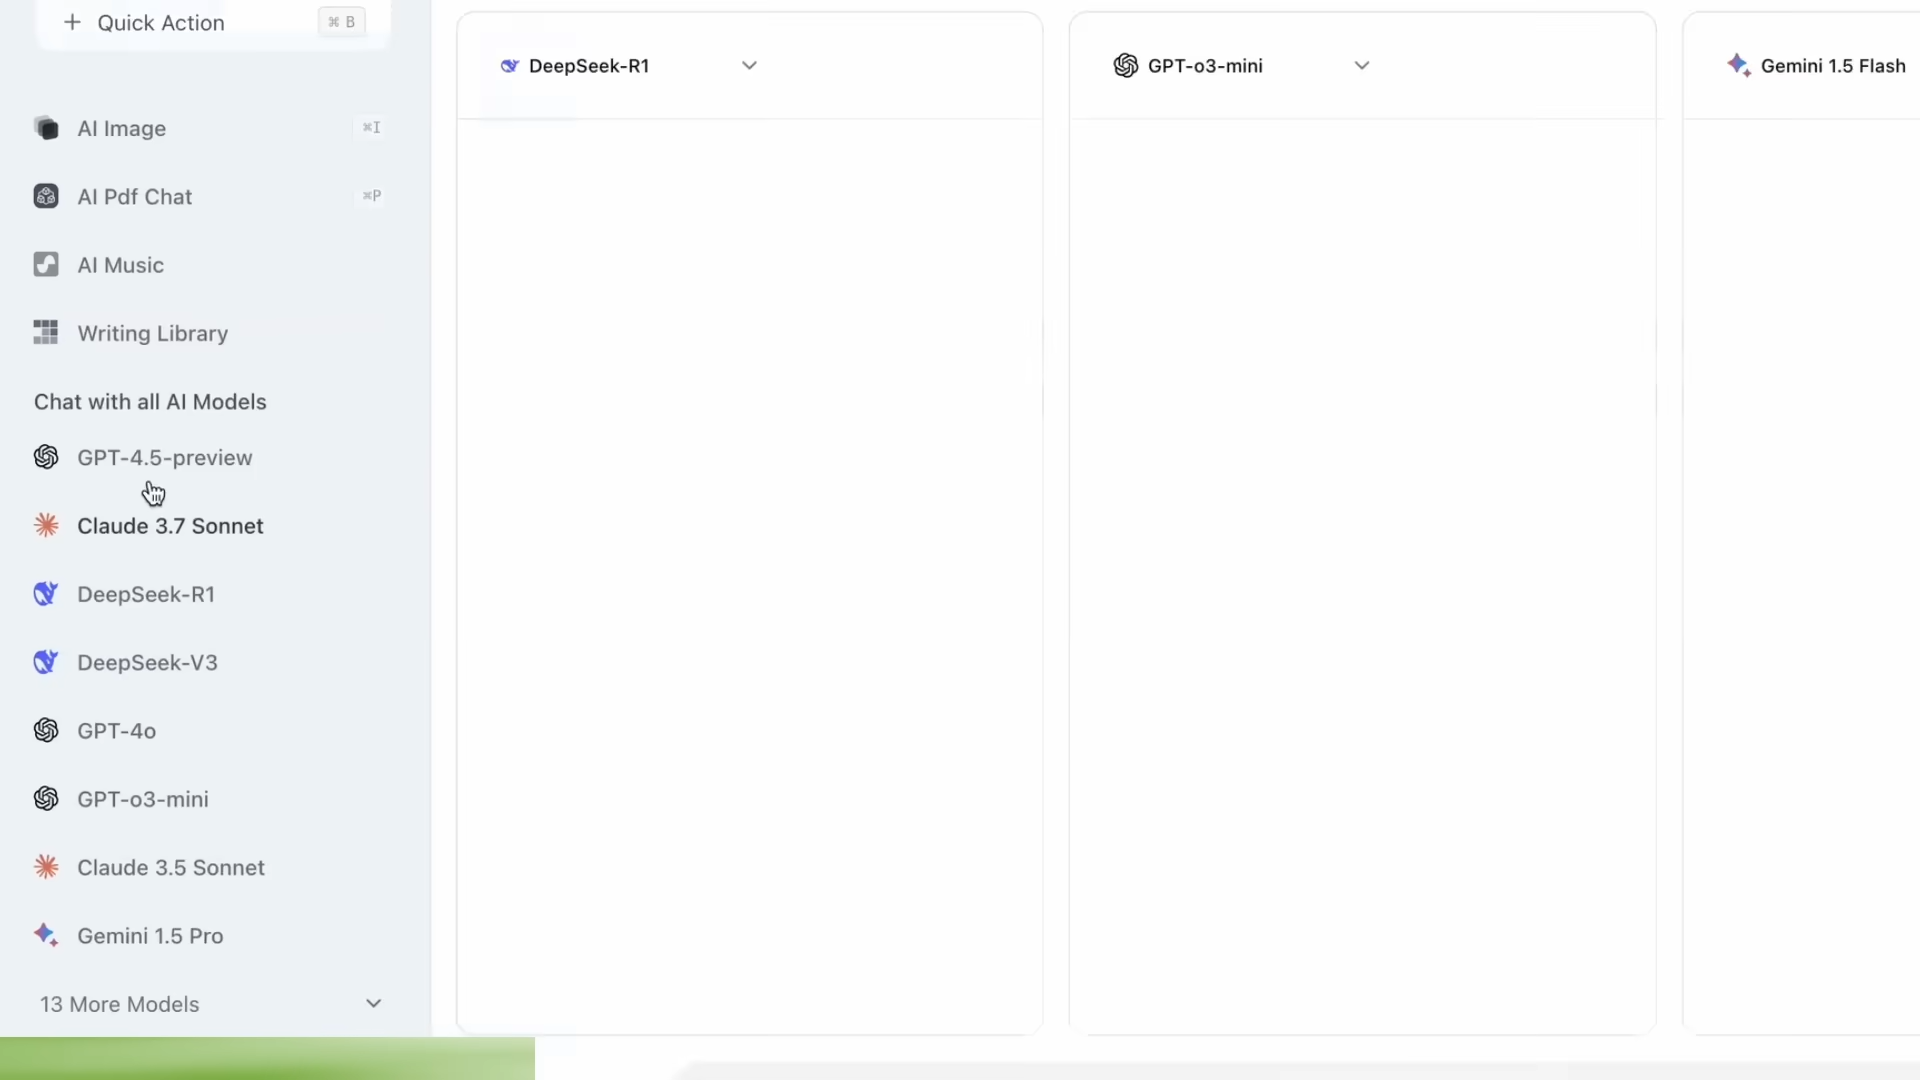 Quick Action ⌘ B
AI Image ⌘I
AI Pdf Chat ⌘P
AI Music
Writing Library
Chat with all AI Models
GPT-4.5-preview
Claude 3.7 Sonnet
DeepSeek-R1
DeepSeek-V3
GPT-4o
GPT-o3-mini
Claude 3.5 Sonnet
Gemini 1.5 Pro
13 More Models
DeepSeek-R1
GPT-o3-mini
Gemini 1.5 Flash